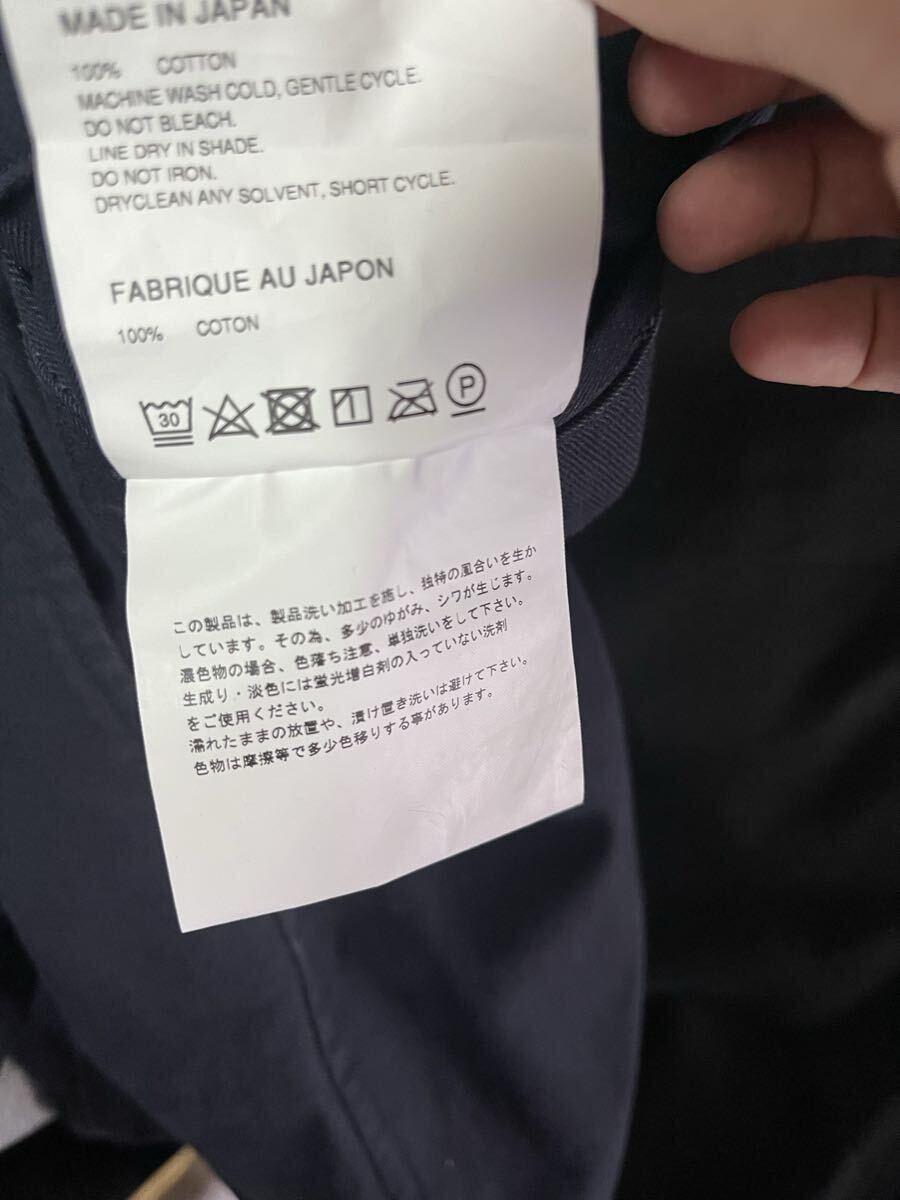 MADE IN JAPAN
100% COTTON
MACHINE WASH COLD, GENTLE CYCLE.
DO NOT BLEACH.
LINE DRY IN SHADE.
DO NOT IRON.
DRYCLEAN ANY SOLVENT, SHORT CYCLE.
FABRIQUE AU JAPON
100% COTON
30
P
この製品は、製品洗い加工を施し、独特の風合いを生か
しています。その為、多少のゆがみ、シワが生じます。
濃色物の場合、色落ち注意、単独洗いをして下さい。
生成り・淡色には蛍光増白剤の入っていない洗剤
をご使用ください。
濡れたままの放置や、漬け置き洗いは避けて下さい。
色物は摩擦等で多少色移りする事があります。